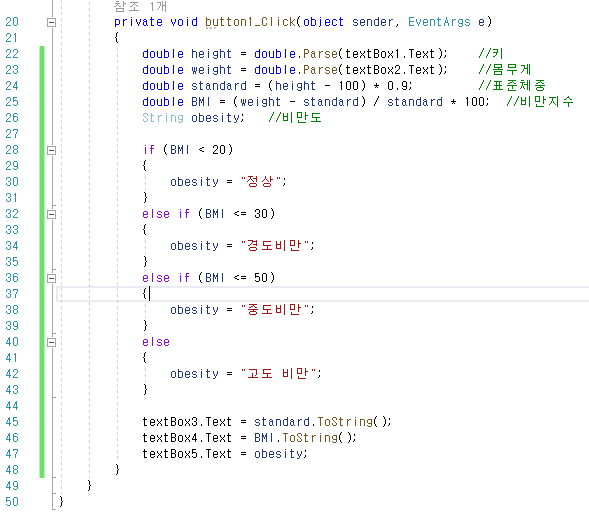 참조 1개
20 private void button1_Click(object sender, EventArgs e)
21 {
22 double height = double.Parse(textBox1.Text); //키
23 double weight = double.Parse(textBox2.Text); //몸무게
24 double standard = (height - 100) * 0.9; //표준체중
25 double BMI = (weight - standard) / standard * 100; //비만지수
26 String obesity; //비만도
27
28 if (BMI < 20)
29 {
30 obesity = "정상";
31 }
32 else if (BMI <= 30)
33 {
34 obesity = "경도비만";
35 }
36 else if (BMI <= 50)
37 {
38 obesity = "중도비만";
39 }
40 else
41 {
42 obesity = "고도 비만";
43 }
44
45 textBox3.Text = standard.ToString();
46 textBox4.Text = BMI.ToString();
47 textBox5.Text = obesity;
48 }
49 }
50 }